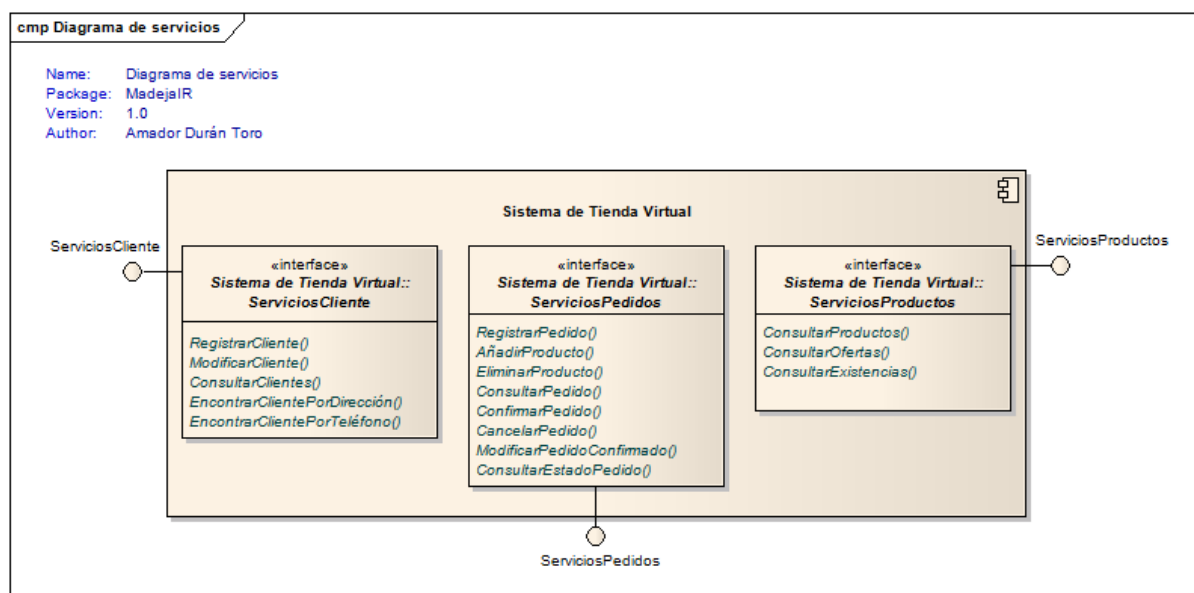 cmp Diagrama de servicios
Name: Diagrama de servicios
Package: MadejaIR
Version: 1.0
Author: Amador Durán Toro
Sistema de Tienda Virtual
ServiciosCliente
«interface»
Sistema de Tienda Virtual::
ServiciosCliente
RegistrarCliente()
ModificarCliente()
ConsultarClientes()
EncontrarClientePorDirección()
EncontrarClientePorTeléfono()
«interface»
Sistema de Tienda Virtual::
ServiciosPedidos
RegistrarPedido()
AñadirProducto()
EliminarProducto()
ConsultarPedido()
ConfirmarPedido()
CancelarPedido()
ModificarPedidoConfirmado()
ConsultarEstadoPedido()
«interface»
Sistema de Tienda Virtual::
ServiciosProductos
ConsultarProductos()
ConsultarOfertas()
ConsultarExistencias()
ServiciosProductos
ServiciosPedidos